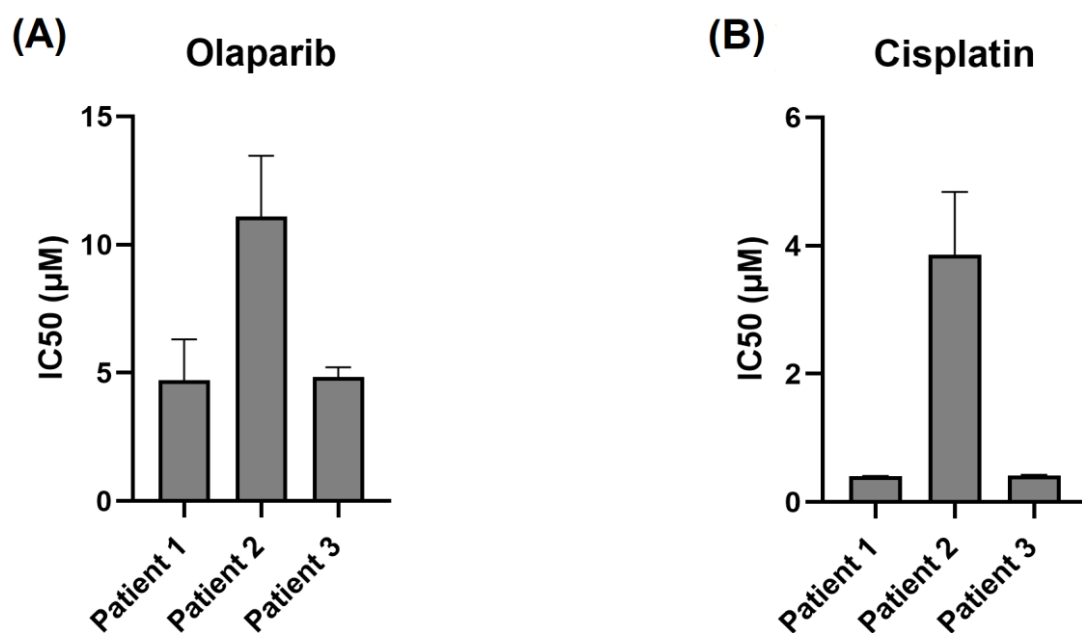 (A)
Olaparib
IC50 (µM)
15
10
5
0
Patient 1
Patient 2
Patient 3
(B)
Cisplatin
IC50 (µM)
6
4
2
0
Patient 1
Patient 2
Patient 3